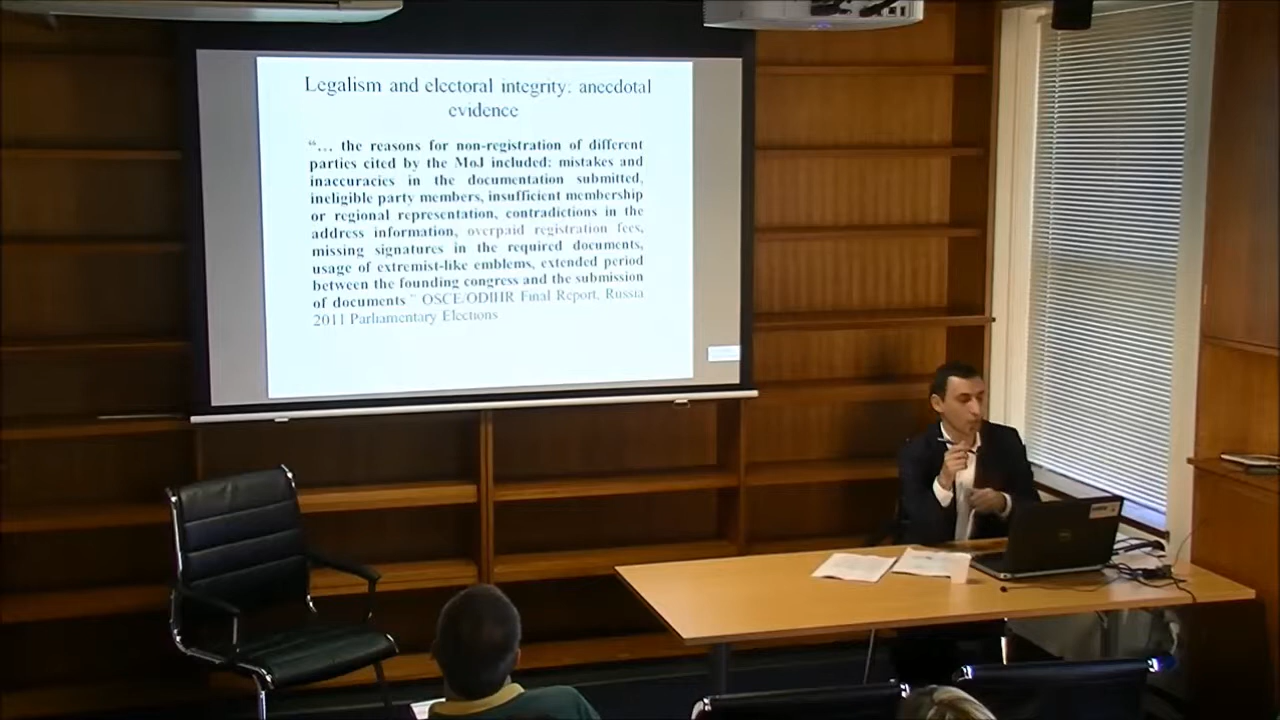 Legalism and electoral integrity: anecdotal
evidence
“… the reasons for non-registration of different
parties cited by the MoJ included: mistakes and
inaccuracies in the documentation submitted,
ineligible party members, insufficient membership
or regional representation, contradictions in the
address information, overpaid registration fees,
missing signatures in the required documents,
usage of extremist-like emblems, extended period
between the founding congress and the submission
of documents” OSCE/ODIHR Final Report, Russia
2011 Parliamentary Elections